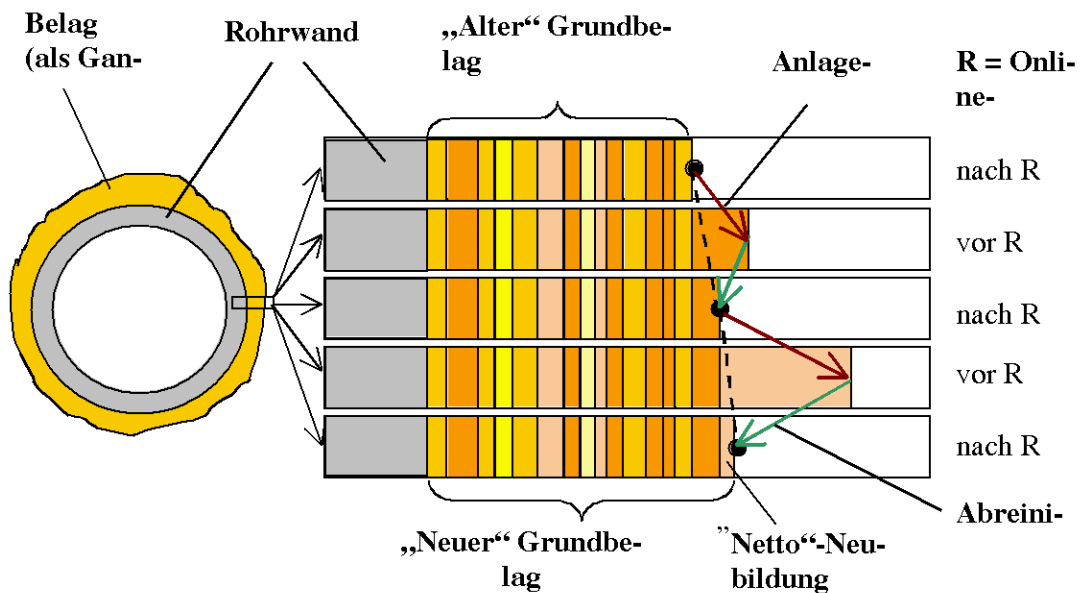 Belag
(als Gan-
Rohrwand
„Alter“ Grundbe-
lag
Anlage-
R = Onli-
ne-
nach R
vor R
nach R
vor R
nach R
Abreini-
„Neuer“ Grundbe-
lag
”Netto“-Neu-
bildung